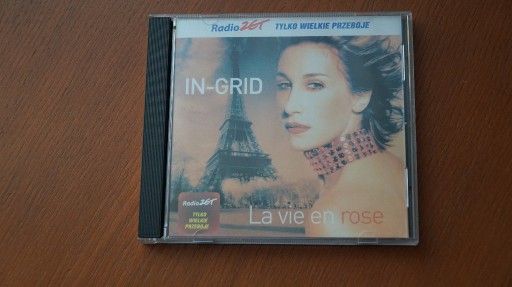 Radio ZET TYLKO WIELKIE PRZEBOJE
IN-GRID
Radio ZET
TYLKO
WIELKIE
PRZEBOJE
La vie en rose